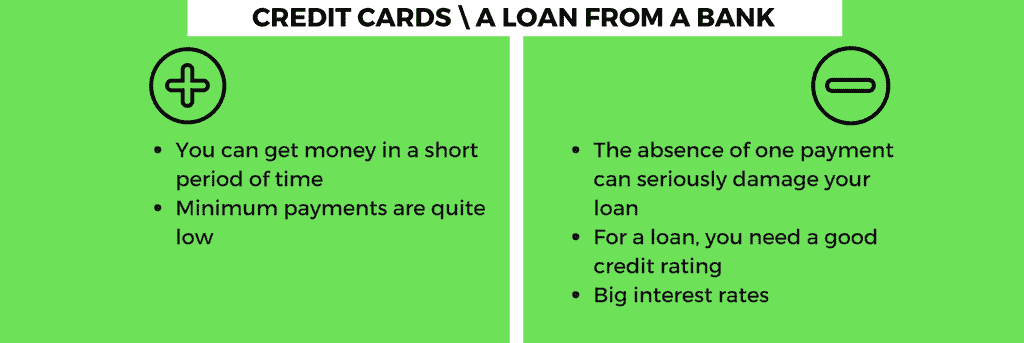 CREDIT CARDS \ A LOAN FROM A BANK
• You can get money in a short
period of time
• Minimum payments are quite
low
• The absence of one payment
can seriously damage your
loan
• For a loan, you need a good
credit rating
• Big interest rates